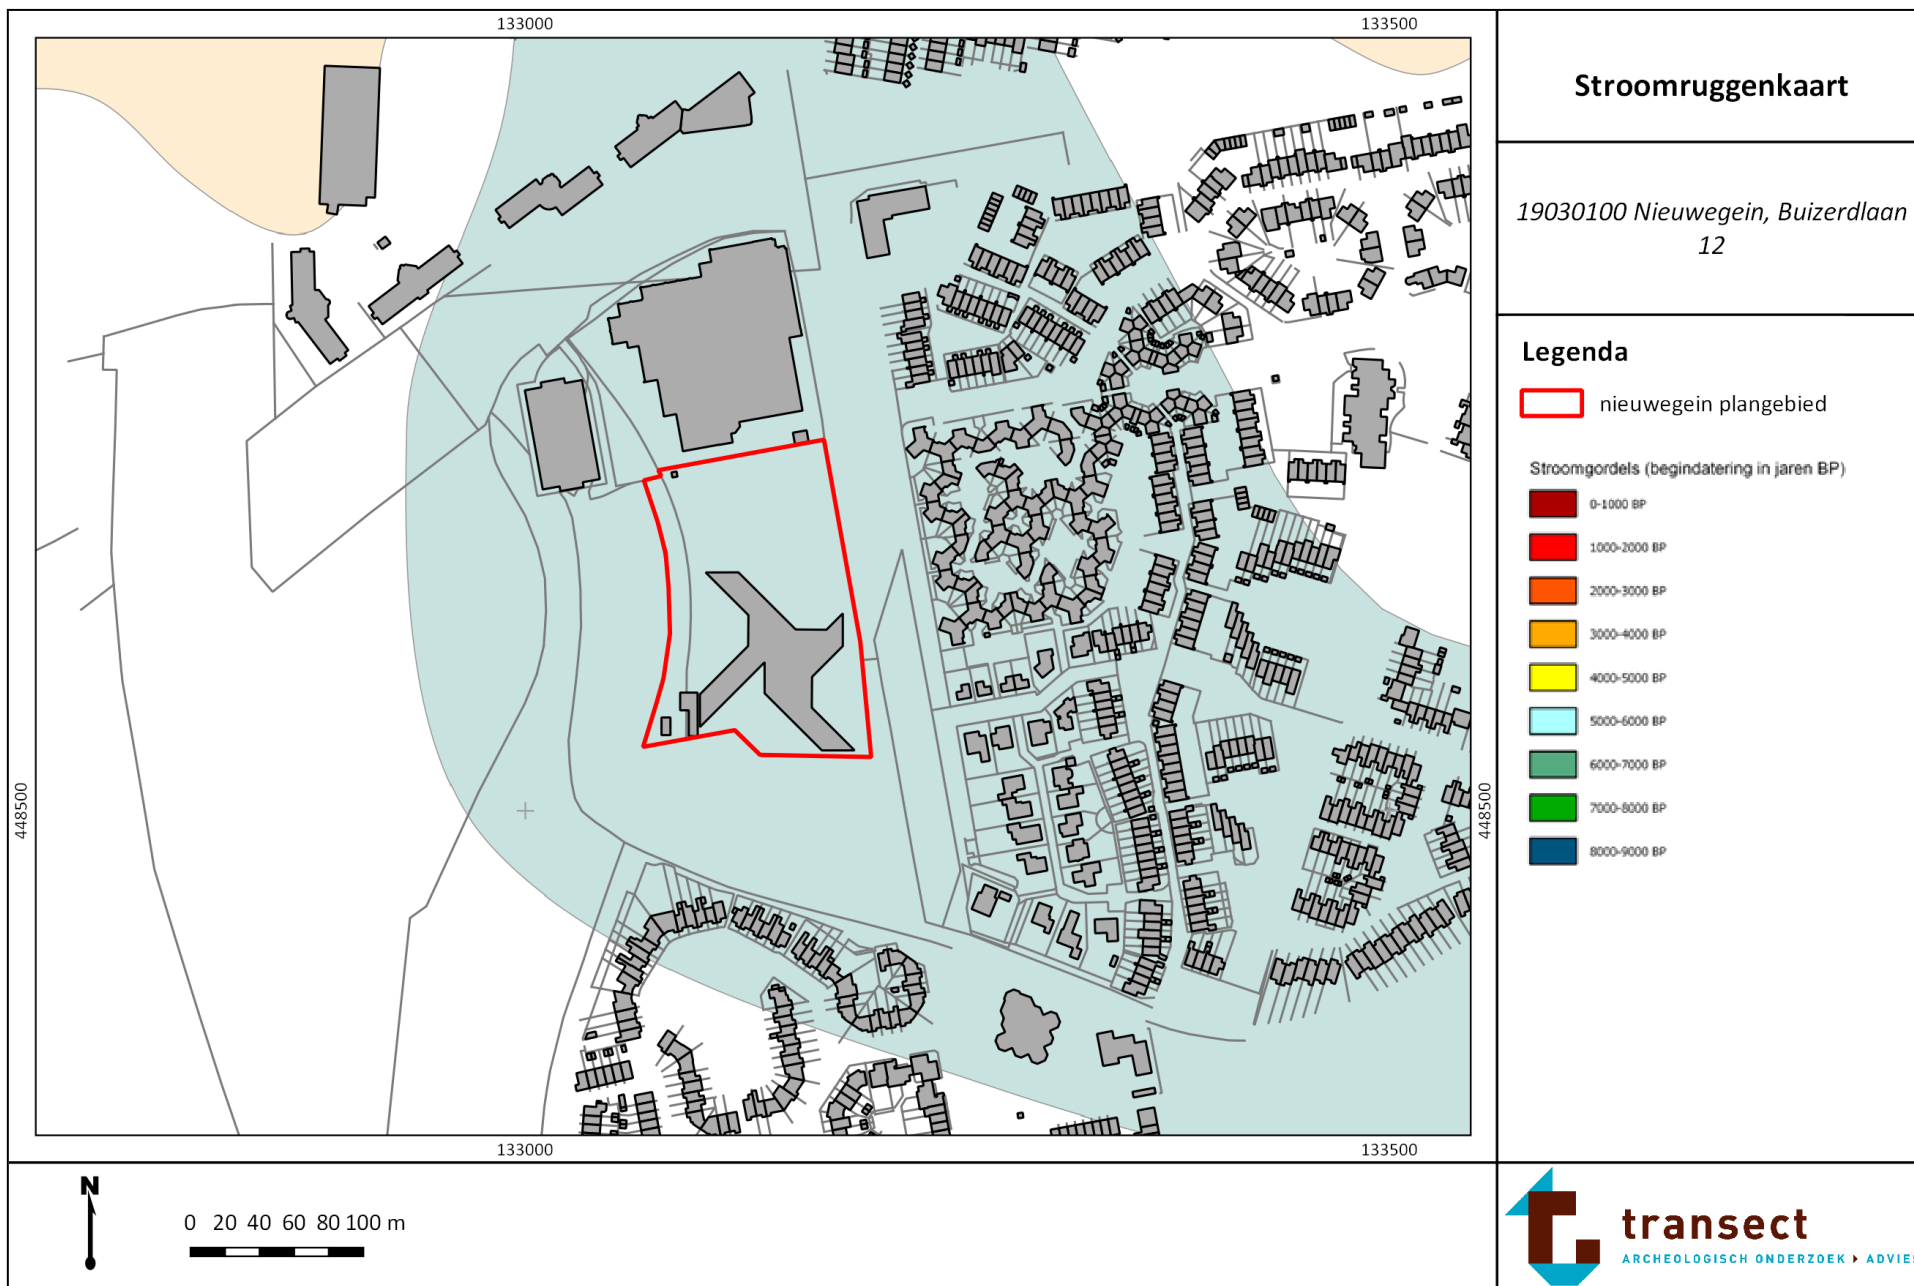 133000
133500
448500
448500
133000
133500
N
0 20 40 60 80 100 m
Stroomruggenkaart
19030100 Nieuwegein, Buizerdlaan
12
Legenda
nieuwegein plangebied
Stroomgordels (begindatering in jaren BP)
0-1000 BP
1000-2000 BP
2000-3000 BP
3000-4000 BP
4000-5000 BP
5000-6000 BP
6000-7000 BP
7000-8000 BP
8000-9000 BP
transect
ARCHEOLOGISCH ONDERZOEK ▸ ADVIES